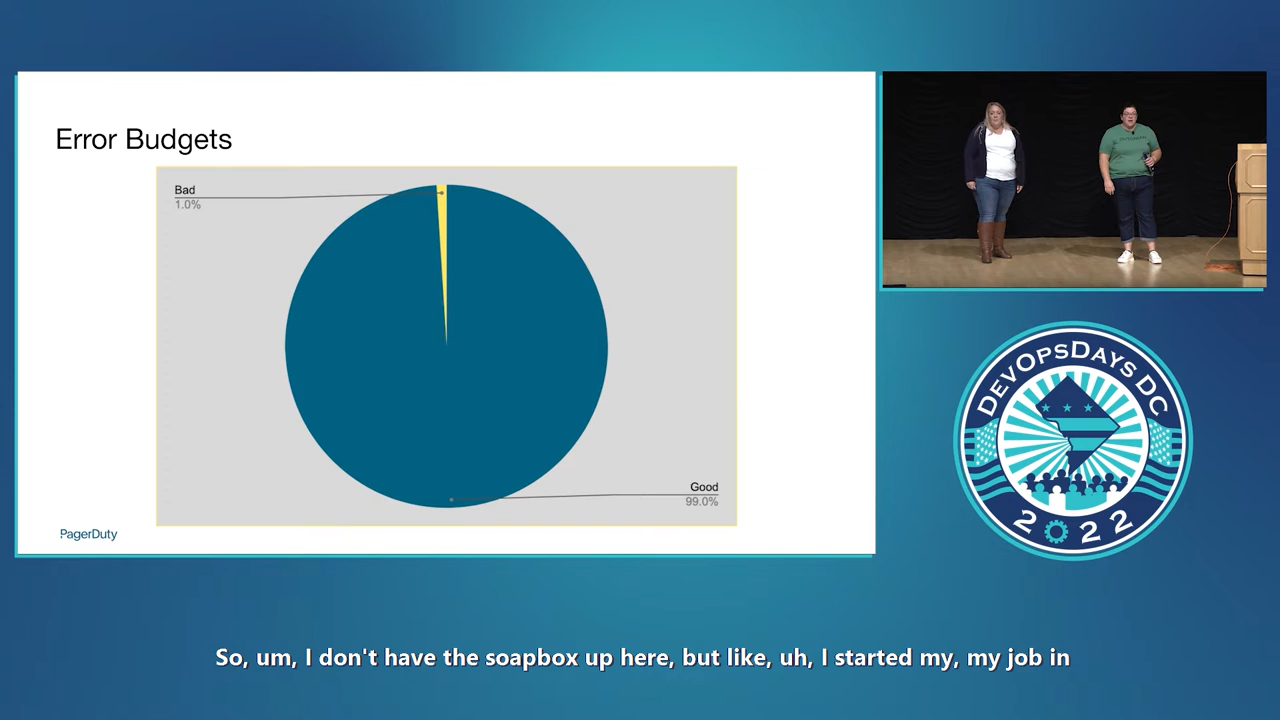 Error Budgets
Bad
1.0%
Good
99.0%
PagerDuty
DEVOPSDAYS DC
2022
So, um, I don't have the soapbox up here, but like, uh, I started my, my job in